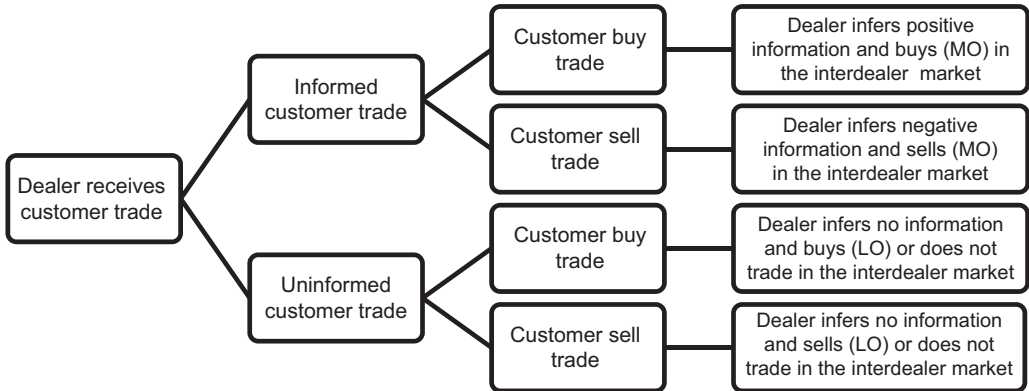 Dealer receives
customer trade
Informed
customer trade
Uninformed
customer trade
Customer buy
trade
Customer sell
trade
Customer buy
trade
Customer sell
trade
Dealer infers positive
information and buys (MO) in
the interdealer market
Dealer infers negative
information and sells (MO)
in the interdealer market
Dealer infers no information
and buys (LO) or does not
trade in the interdealer market
Dealer infers no information
and sells (LO) or does not
trade in the interdealer market